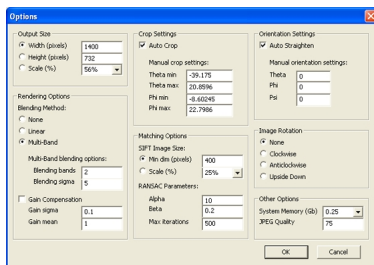 Options
Output Size
Width (pixels) 1400
Height (pixels) 732
Scale (%) 56%
Rendering Options
Blending Method:
None
Linear
Multi-Band
Multi-Band blending options:
Blending bands 2
Blending sigma 5
Gain Compensation
Gain sigma 0.1
Gain mean 1
Crop Settings
Auto Crop
Manual crop settings:
Theta min -39.175
Theta max 20.8596
Phi min -8.60245
Phi max 22.7986
Matching Options
SIFT Image Size:
Min dim (pixels) 400
Scale (%) 25%
RANSAC Parameters:
Alpha 10
Beta 0.2
Max iterations 500
Orientation Settings
Auto Straighten
Manual orientation settings:
Theta 0
Phi 0
Psi 0
Image Rotation
None
Clockwise
Anticlockwise
Upside Down
Other Options
System Memory (Gb) 0.25
JPEG Quality 75
OK
Cancel